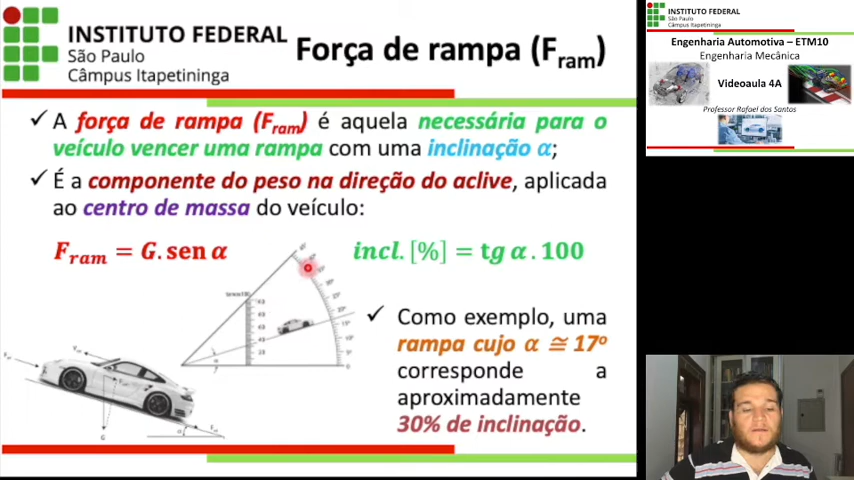 INSTITUTO FEDERAL
São Paulo
Câmpus Itapetininga
Força de rampa (Fram)
✓ A força de rampa (Fram) é aquela necessária para o
veículo vencer uma rampa com uma inclinação α;
✓ É a componente do peso na direção do aclive, aplicada
ao centro de massa do veículo:
Fram = G. sen α
incl. [%] = tg α . 100
✓ Como exemplo, uma
rampa cujo α ≅ 17º
corresponde a
aproximadamente
30% de inclinação.
G
α
INSTITUTO FEDERAL
São Paulo
Câmpus Itapetininga
Engenharia Automotiva – ETM10
Engenharia Mecânica
Videoaula 4A
Professor Rafael dos Santos